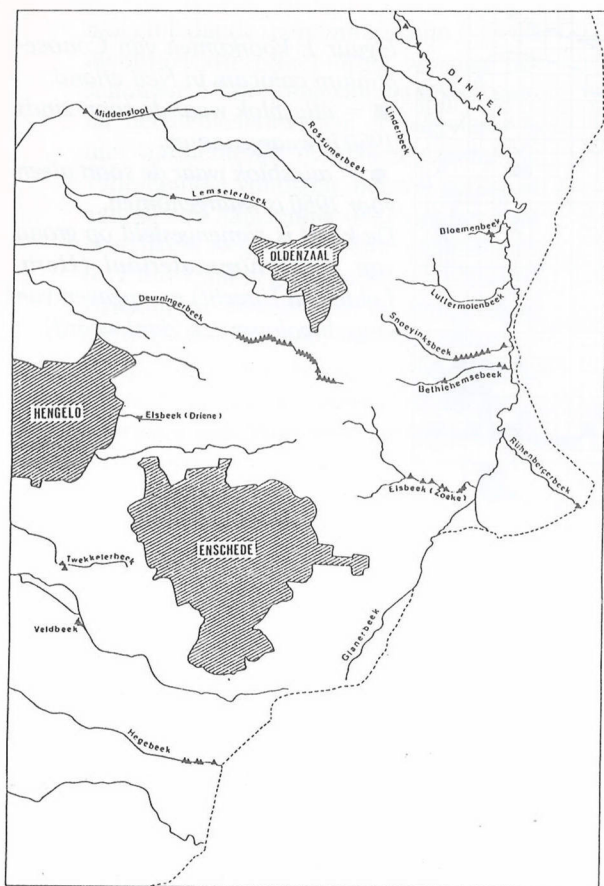 DINKEL
Middensloot
Rossumerbeek
Linderbeek
Lemselerbeek
Bloemenbeek
OLDENZAAL
Deurningerbeek
Luttermolenbeek
Snoeyinksbeek
Bethlehemsebeek
HENGELO
Elsbeek (Driene)
Ruhenbergerbeek
Elsbeek (Zoeke)
ENSCHEDE
Twekkelerbeek
Glanerbeek
Veldbeek
Hegebeek